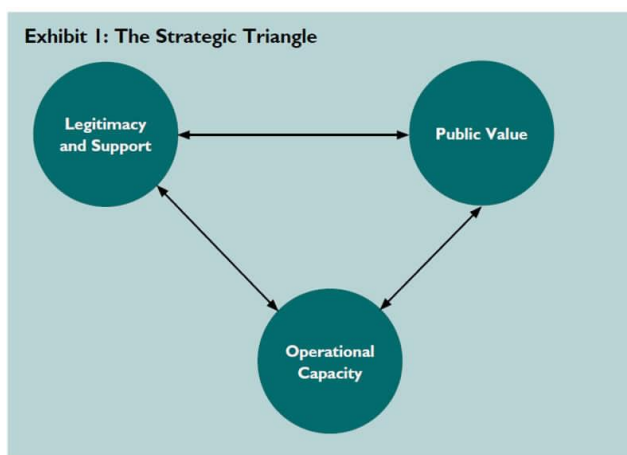 Exhibit 1: The Strategic Triangle
Legitimacy
and Support
Public Value
Operational
Capacity